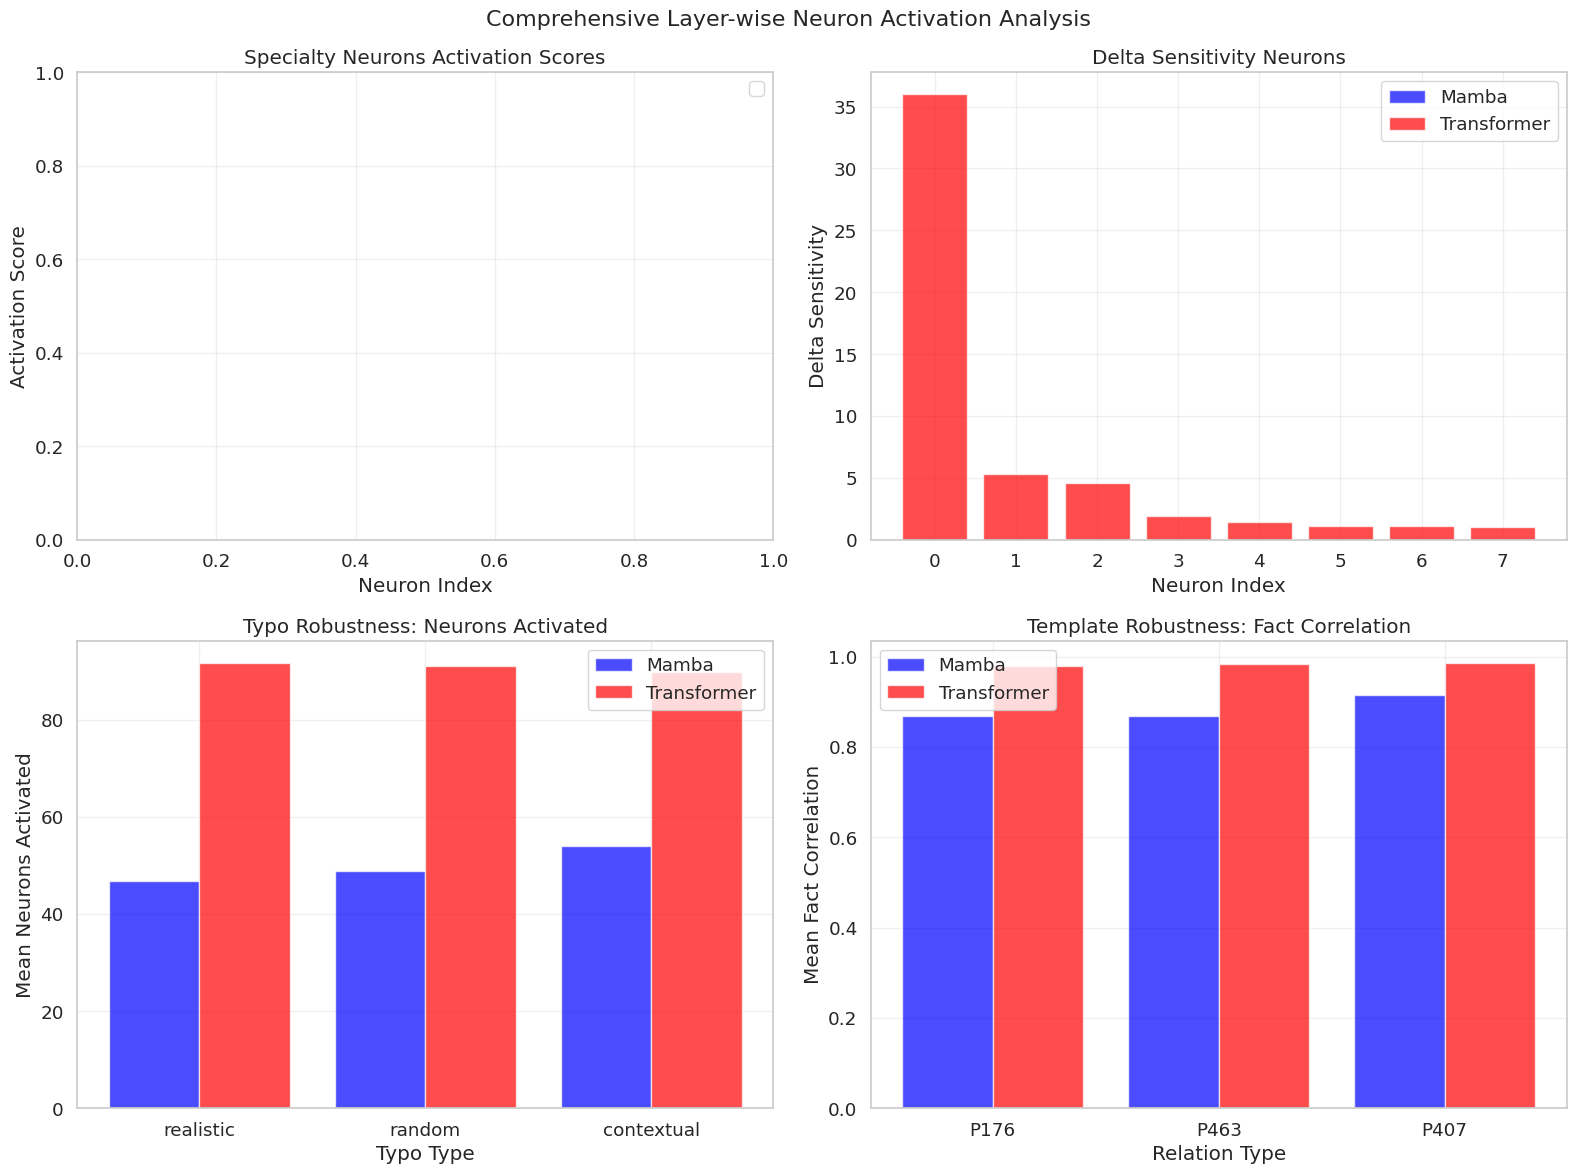 Comprehensive Layer-wise Neuron Activation Analysis
Specialty Neurons Activation Scores
Activation Score
1.0
0.8
0.6
0.4
0.2
0.0
0.0 0.2 0.4 0.6 0.8 1.0
Neuron Index
Delta Sensitivity Neurons
Delta Sensitivity
35
30
25
20
15
10
5
0
Mamba
Transformer
0 1 2 3 4 5 6 7
Neuron Index
Typo Robustness: Neurons Activated
Mean Neurons Activated
80
60
40
20
0
Mamba
Transformer
realistic random contextual
Typo Type
Template Robustness: Fact Correlation
Mean Fact Correlation
1.0
0.8
0.6
0.4
0.2
0.0
Mamba
Transformer
P176 P463 P407
Relation Type